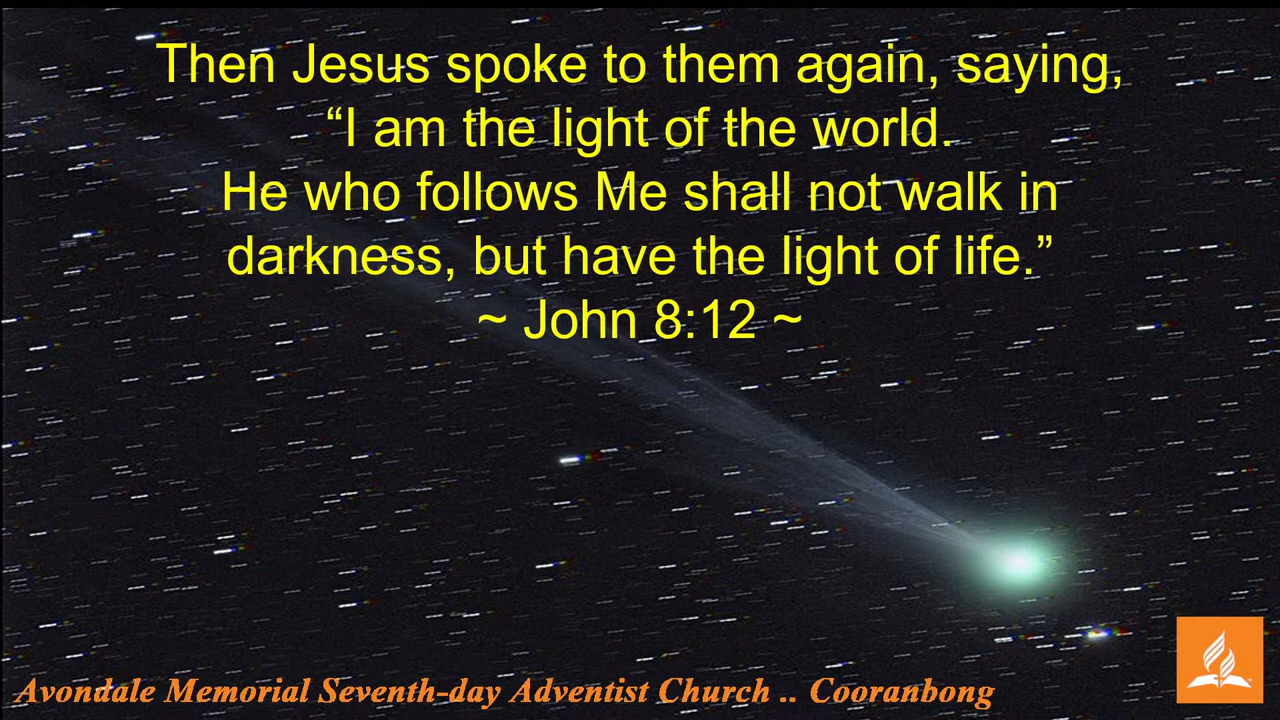 Then Jesus spoke to them again, saying,
“I am the light of the world.
He who follows Me shall not walk in
darkness, but have the light of life.”
~ John 8:12 ~
Avondale Memorial Seventh-day Adventist Church .. Cooranbong